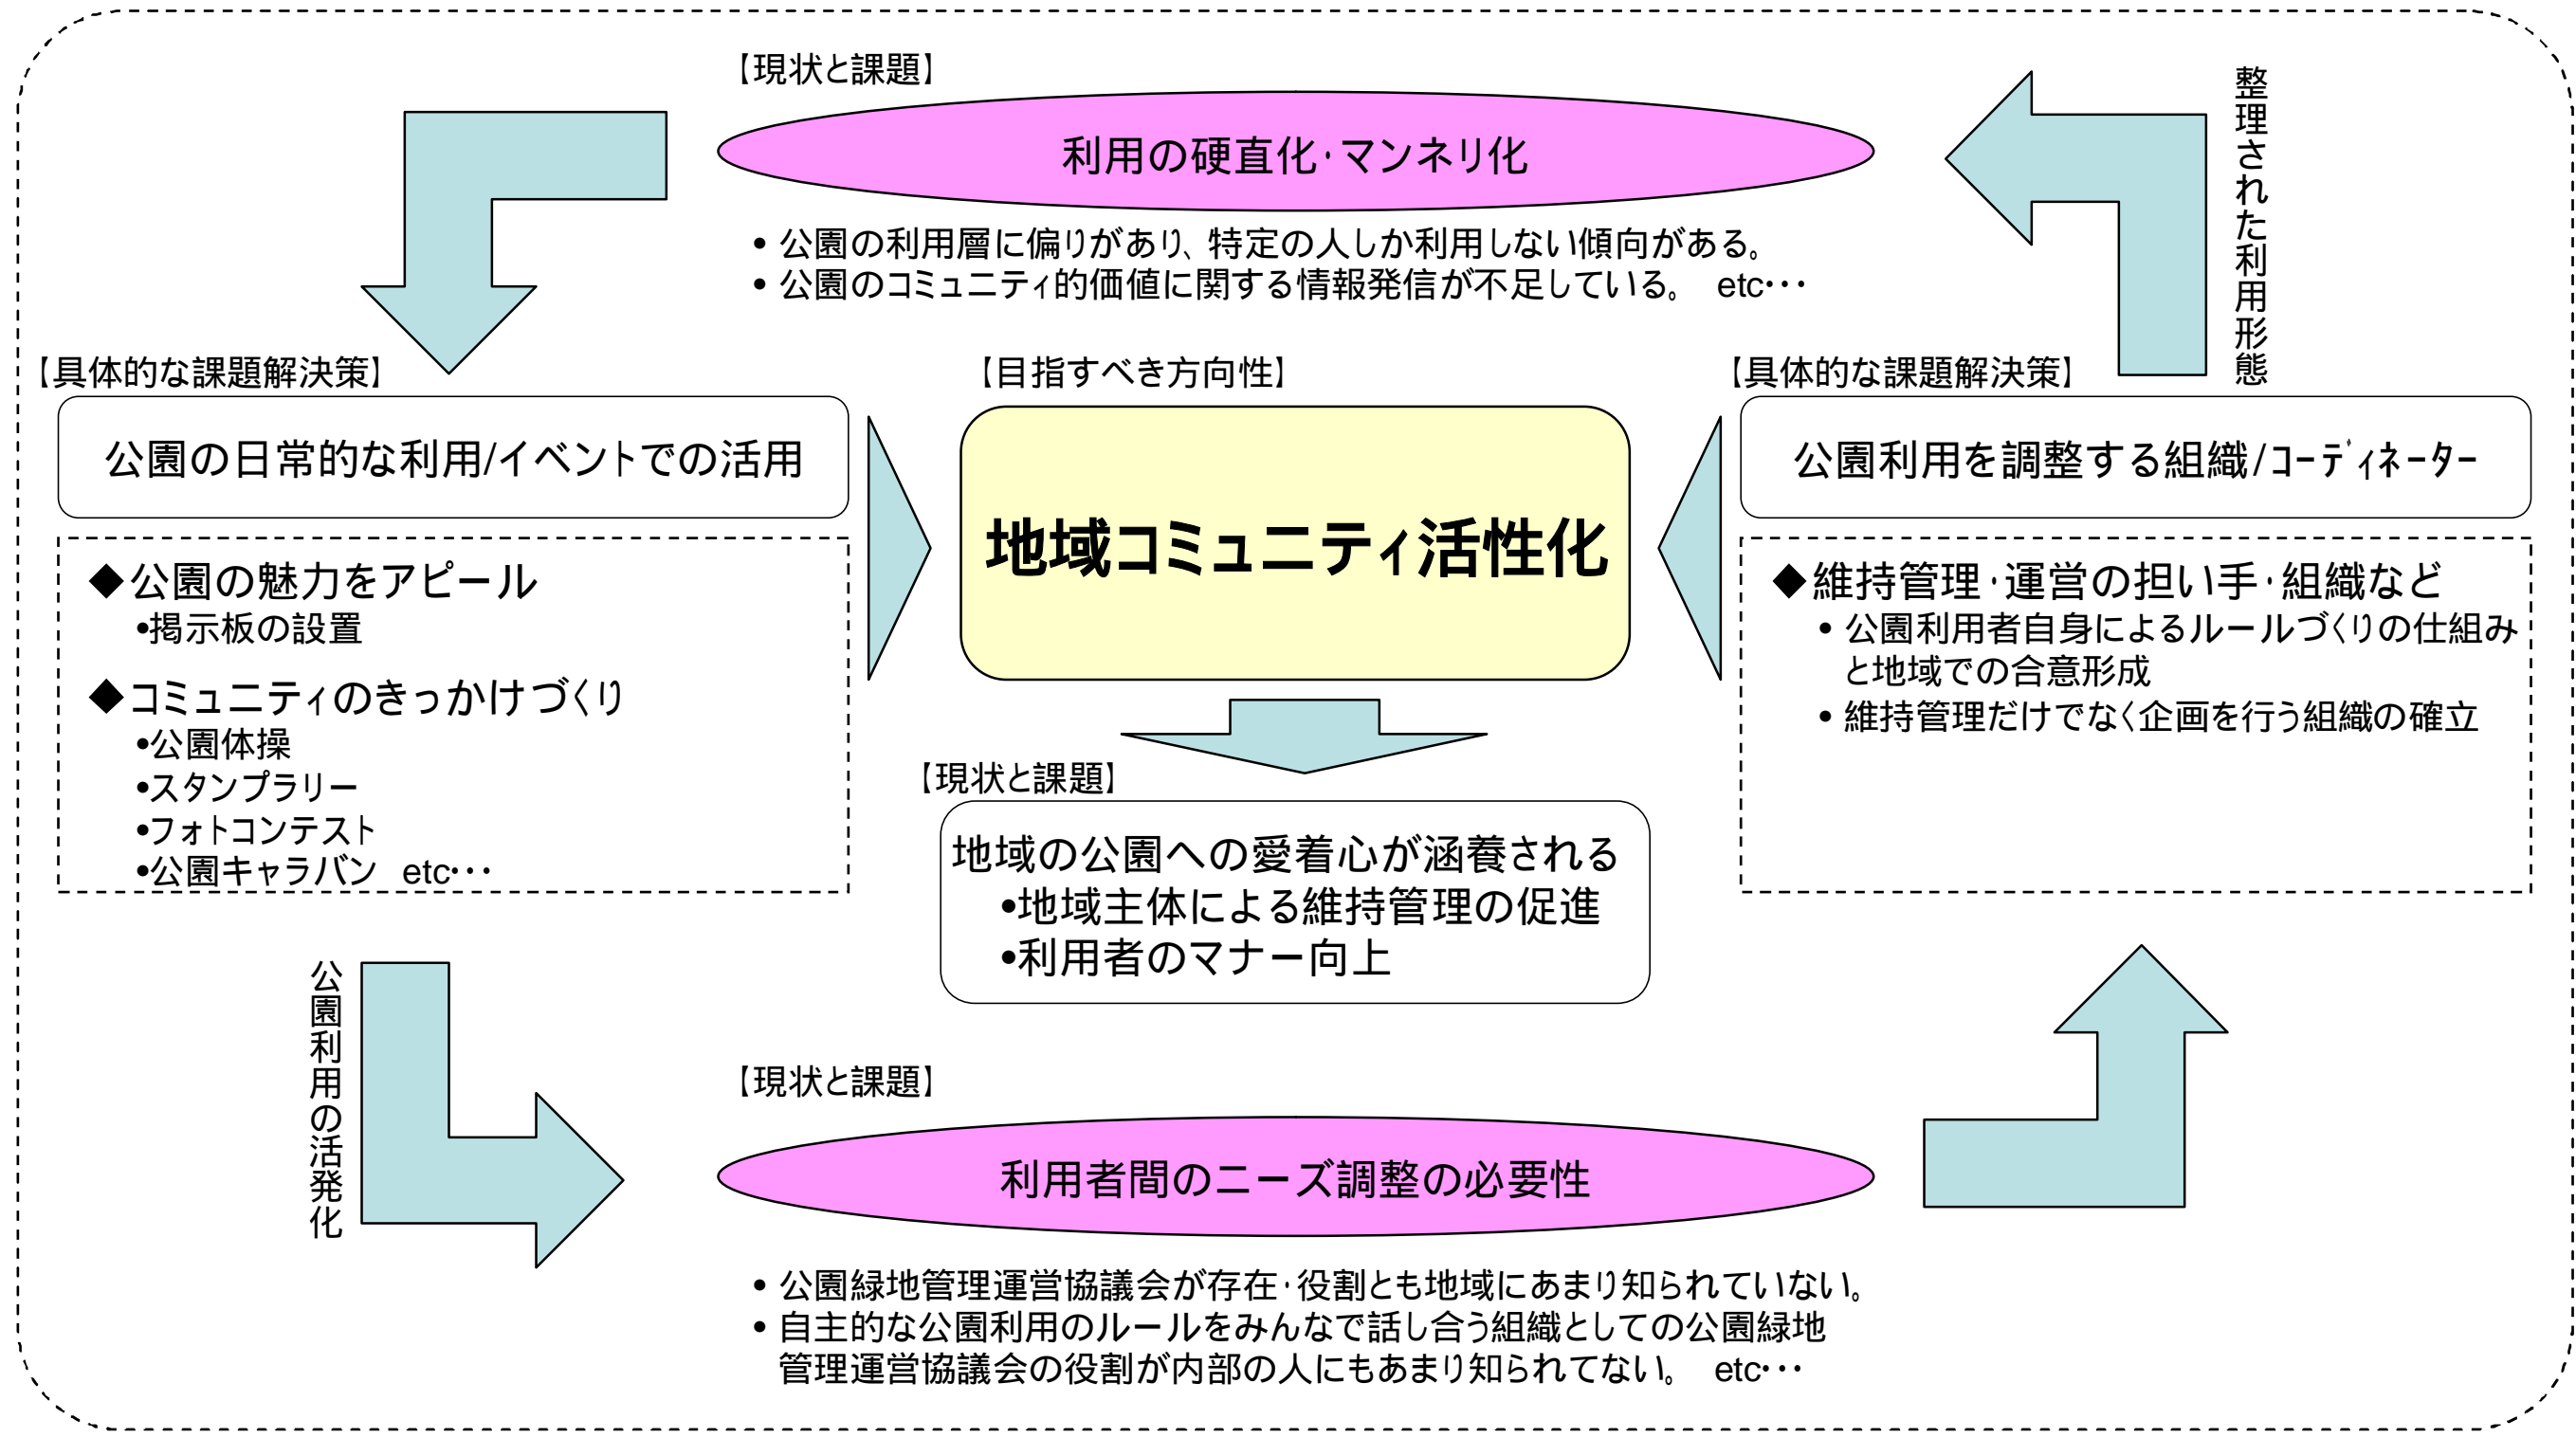 【現状と課題】
利用の硬直化・マンネリ化
• 公園の利用層に偏りがあり、特定の人しか利用しない傾向がある。
• 公園のコミュニティ的価値に関する情報発信が不足している。 etc･･･
整理された利用形態
【具体的な課題解決策】
公園の日常的な利用/イベントでの活用
◆公園の魅力をアピール
•掲示板の設置
◆コミュニティのきっかけづくり
•公園体操
•スタンプラリー
•フォトコンテスト
•公園キャラバン etc･･･
【目指すべき方向性】
地域コミュニティ活性化
【具体的な課題解決策】
公園利用を調整する組織/ｺｰﾃﾞｨﾈｰﾀｰ
◆維持管理・運営の担い手・組織など
• 公園利用者自身によるルールづくりの仕組み
と地域での合意形成
• 維持管理だけでなく企画を行う組織の確立
【現状と課題】
地域の公園への愛着心が涵養される
•地域主体による維持管理の促進
•利用者のマナー向上
公園利用の活発化
【現状と課題】
利用者間のニーズ調整の必要性
• 公園緑地管理運営協議会が存在・役割とも地域にあまり知られていない。
• 自主的な公園利用のルールをみんなで話し合う組織としての公園緑地
管理運営協議会の役割が内部の人にもあまり知られてない。 etc･･･